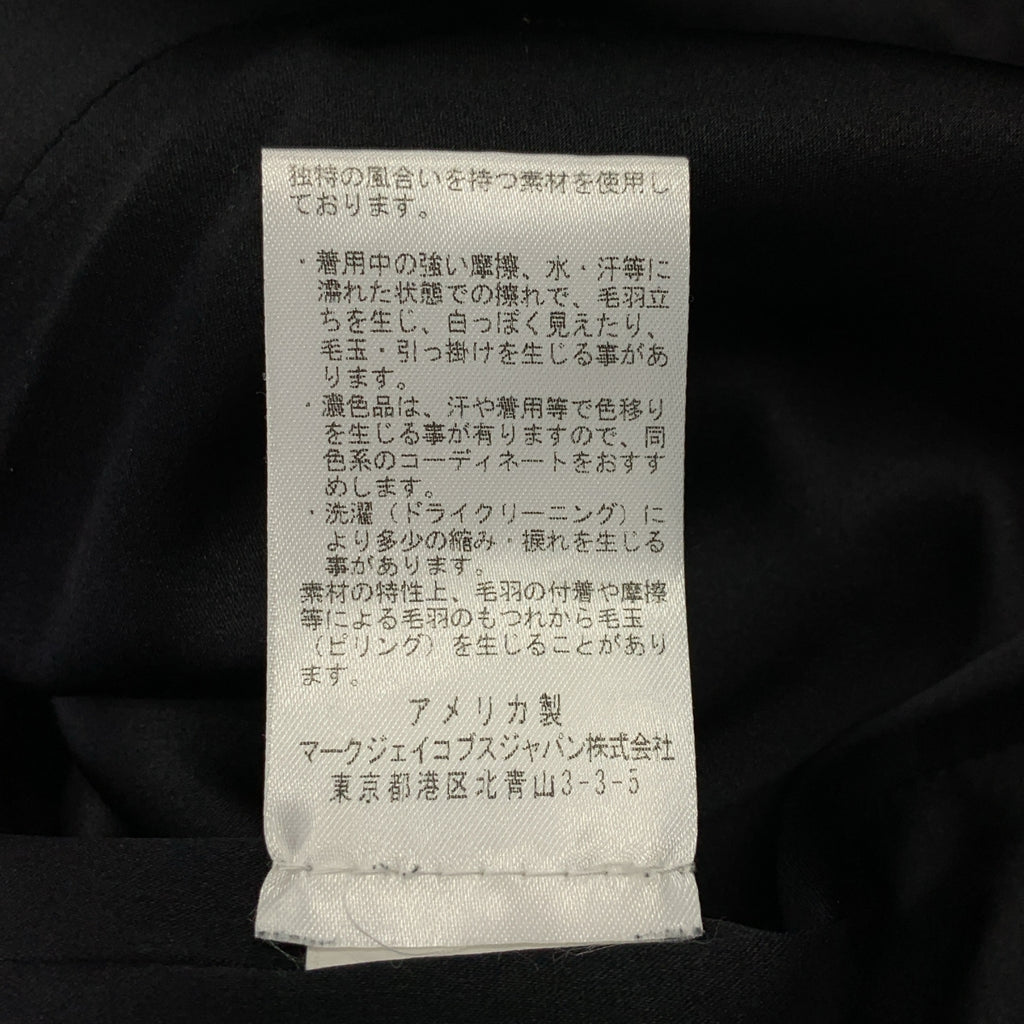 独特の風合いを持つ素材を使用し
ております。
・着用中の強い摩擦、水・汗等に
濡れた状態での擦れで、毛羽立
ちを生じ、白っぽく見えたり、
毛玉・引っ掛けを生じる事があ
ります。
・濃色品は、汗や着用等で色移り
を生じる事が有りますので、同
色系のコーディネートをおすす
めします。
・洗濯（ドライクリーニング）に
より多少の縮み・捩れを生じる
事があります。
素材の特性上、毛羽の付着や摩擦
等による毛羽のもつれから毛玉
（ピリング）を生じることがあり
ます。
アメリカ製
マークジェイコブスジャパン株式会社
東京都港区北青山3-3-5